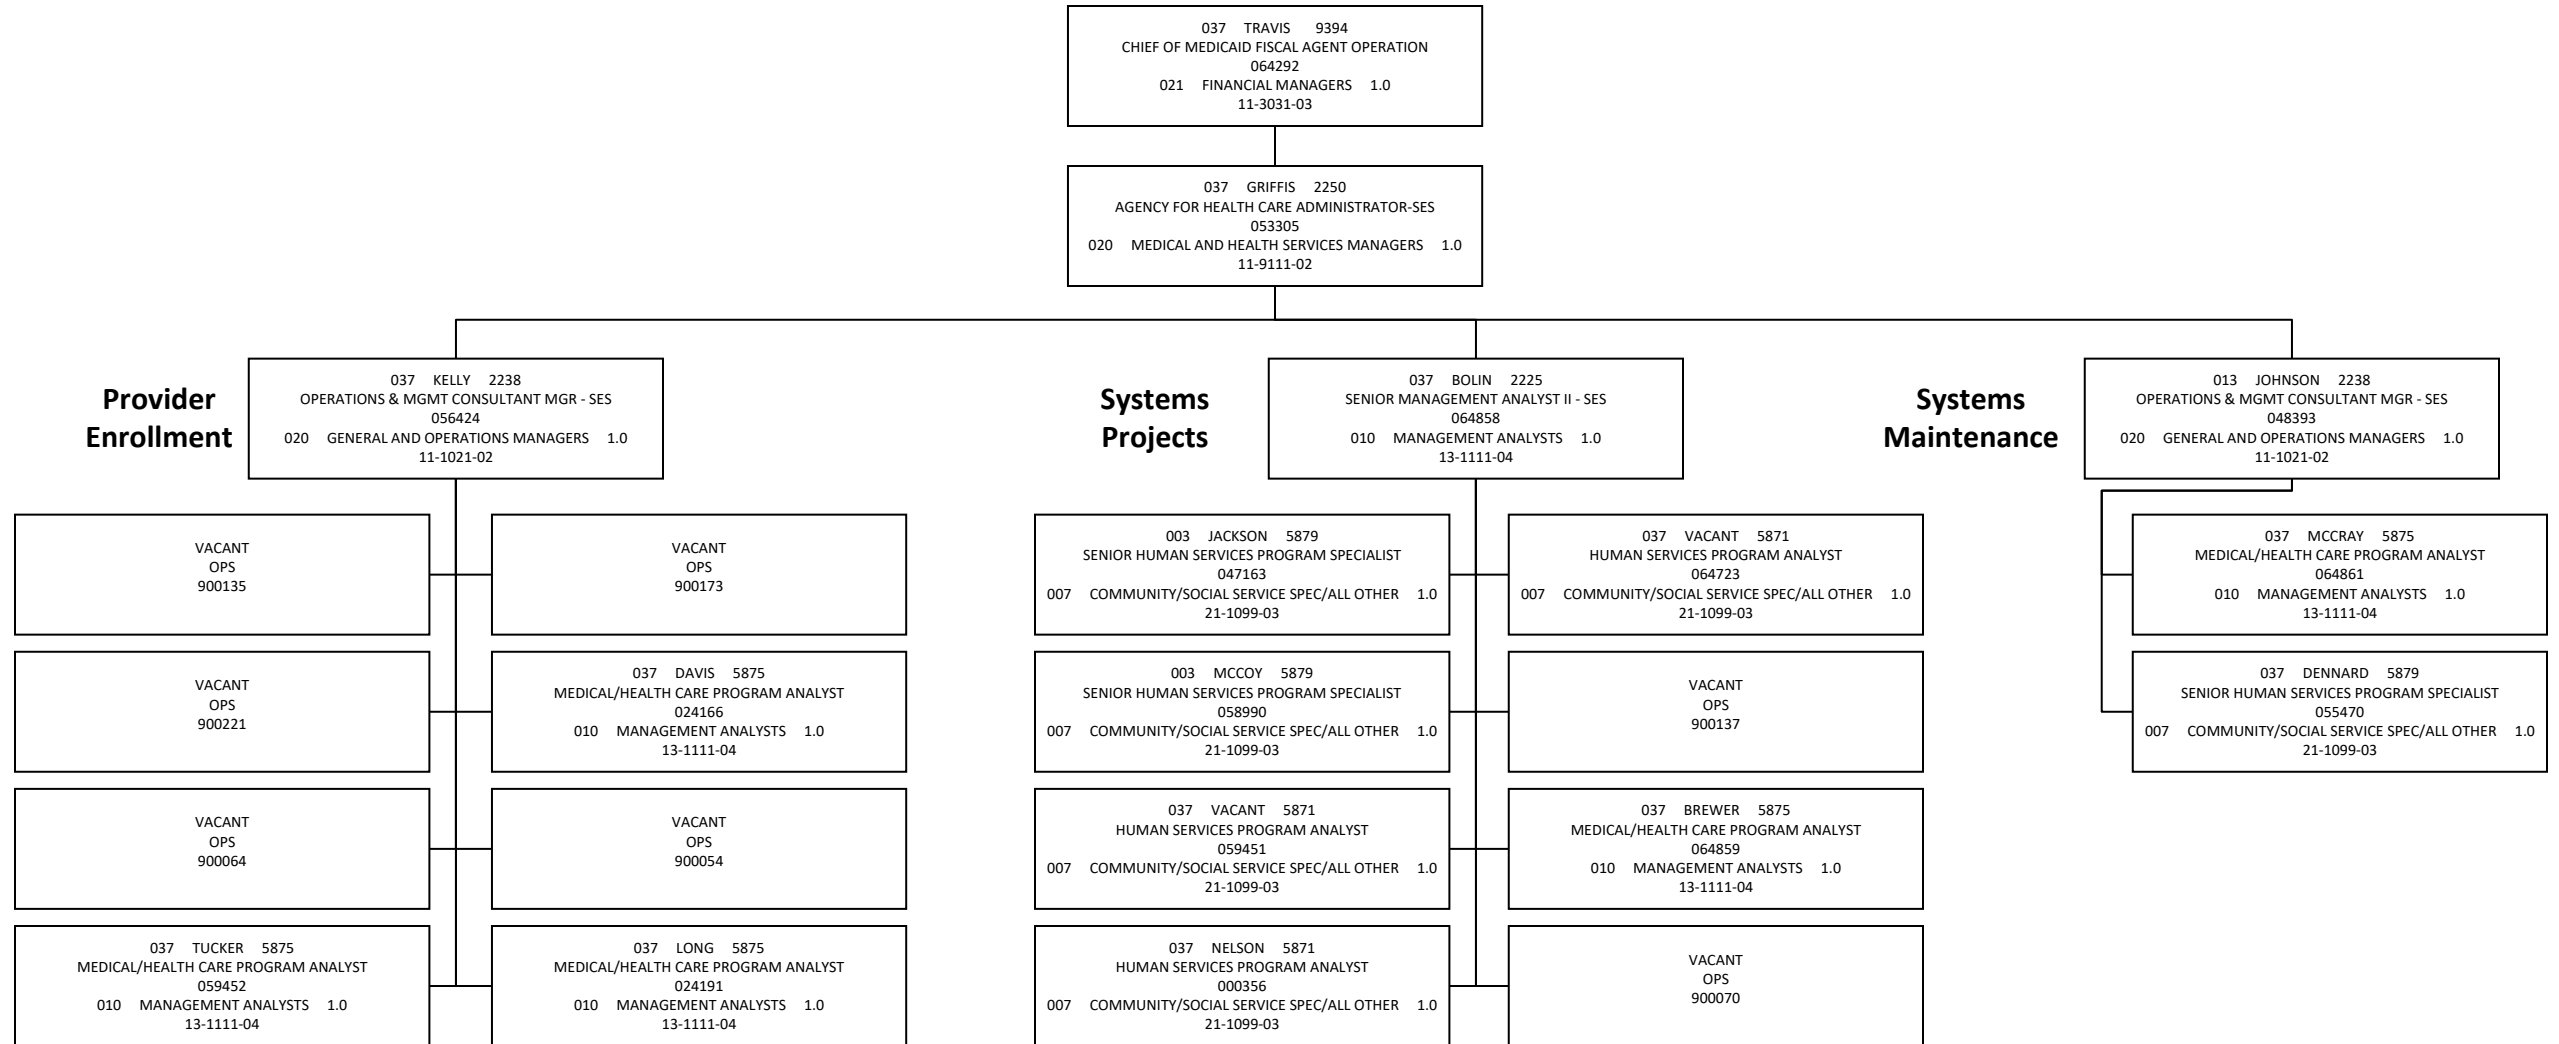 037 TRAVIS 9394
CHIEF OF MEDICAID FISCAL AGENT OPERATION
064292
021 FINANCIAL MANAGERS 1.0
11-3031-03
037 GRIFFIS 2250
AGENCY FOR HEALTH CARE ADMINISTRATOR-SES
053305
020 MEDICAL AND HEALTH SERVICES MANAGERS 1.0
11-9111-02
Provider
Enrollment
037 KELLY 2238
OPERATIONS & MGMT CONSULTANT MGR - SES
056424
020 GENERAL AND OPERATIONS MANAGERS 1.0
11-1021-02
VACANT
OPS
900135
VACANT
OPS
900173
VACANT
OPS
900221
037 DAVIS 5875
MEDICAL/HEALTH CARE PROGRAM ANALYST
024166
010 MANAGEMENT ANALYSTS 1.0
13-1111-04
VACANT
OPS
900064
VACANT
OPS
900054
037 TUCKER 5875
MEDICAL/HEALTH CARE PROGRAM ANALYST
059452
010 MANAGEMENT ANALYSTS 1.0
13-1111-04
037 LONG 5875
MEDICAL/HEALTH CARE PROGRAM ANALYST
024191
010 MANAGEMENT ANALYSTS 1.0
13-1111-04
Systems
Projects
037 BOLIN 2225
SENIOR MANAGEMENT ANALYST II - SES
064858
010 MANAGEMENT ANALYSTS 1.0
13-1111-04
003 JACKSON 5879
SENIOR HUMAN SERVICES PROGRAM SPECIALIST
047163
007 COMMUNITY/SOCIAL SERVICE SPEC/ALL OTHER 1.0
21-1099-03
037 VACANT 5871
HUMAN SERVICES PROGRAM ANALYST
064723
007 COMMUNITY/SOCIAL SERVICE SPEC/ALL OTHER 1.0
21-1099-03
003 MCCOY 5879
SENIOR HUMAN SERVICES PROGRAM SPECIALIST
058990
007 COMMUNITY/SOCIAL SERVICE SPEC/ALL OTHER 1.0
21-1099-03
VACANT
OPS
900137
037 VACANT 5871
HUMAN SERVICES PROGRAM ANALYST
059451
007 COMMUNITY/SOCIAL SERVICE SPEC/ALL OTHER 1.0
21-1099-03
037 BREWER 5875
MEDICAL/HEALTH CARE PROGRAM ANALYST
064859
010 MANAGEMENT ANALYSTS 1.0
13-1111-04
037 NELSON 5871
HUMAN SERVICES PROGRAM ANALYST
000356
007 COMMUNITY/SOCIAL SERVICE SPEC/ALL OTHER 1.0
21-1099-03
VACANT
OPS
900070
Systems
Maintenance
013 JOHNSON 2238
OPERATIONS & MGMT CONSULTANT MGR - SES
048393
020 GENERAL AND OPERATIONS MANAGERS 1.0
11-1021-02
037 MCCRAY 5875
MEDICAL/HEALTH CARE PROGRAM ANALYST
064861
010 MANAGEMENT ANALYSTS 1.0
13-1111-04
037 DENNARD 5879
SENIOR HUMAN SERVICES PROGRAM SPECIALIST
055470
007 COMMUNITY/SOCIAL SERVICE SPEC/ALL OTHER 1.0
21-1099-03